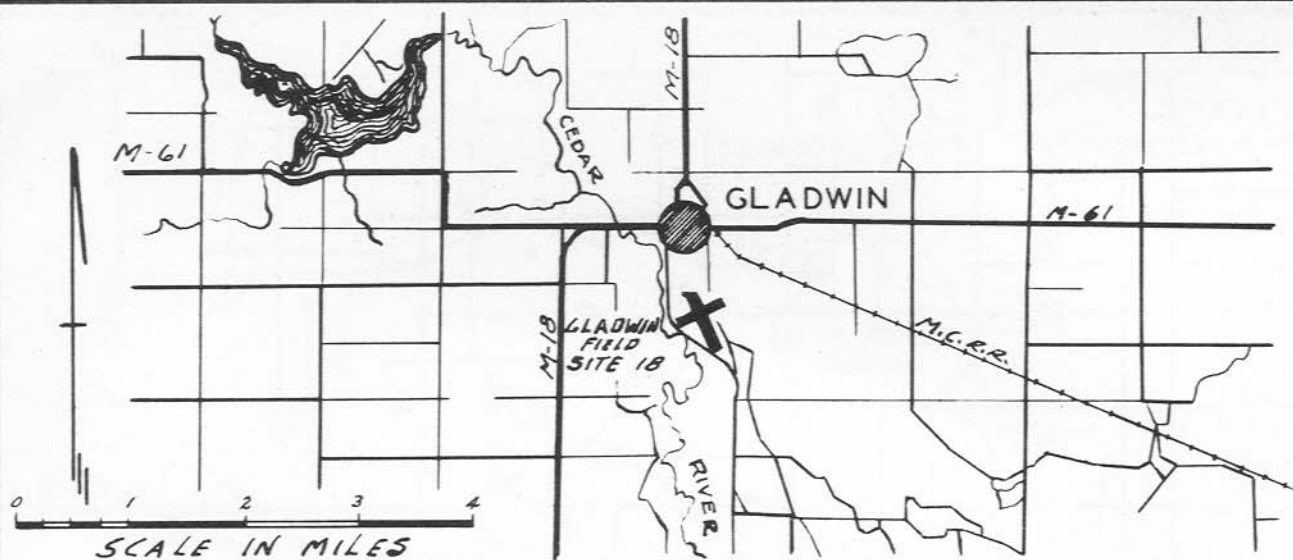 M-18
CEDAR
M-61
GLADWIN
M-61
M-18
GLADWIN
FIELD
SITE 18
M.C.R.R.
RIVER
0 1 2 3 4
SCALE IN MILES